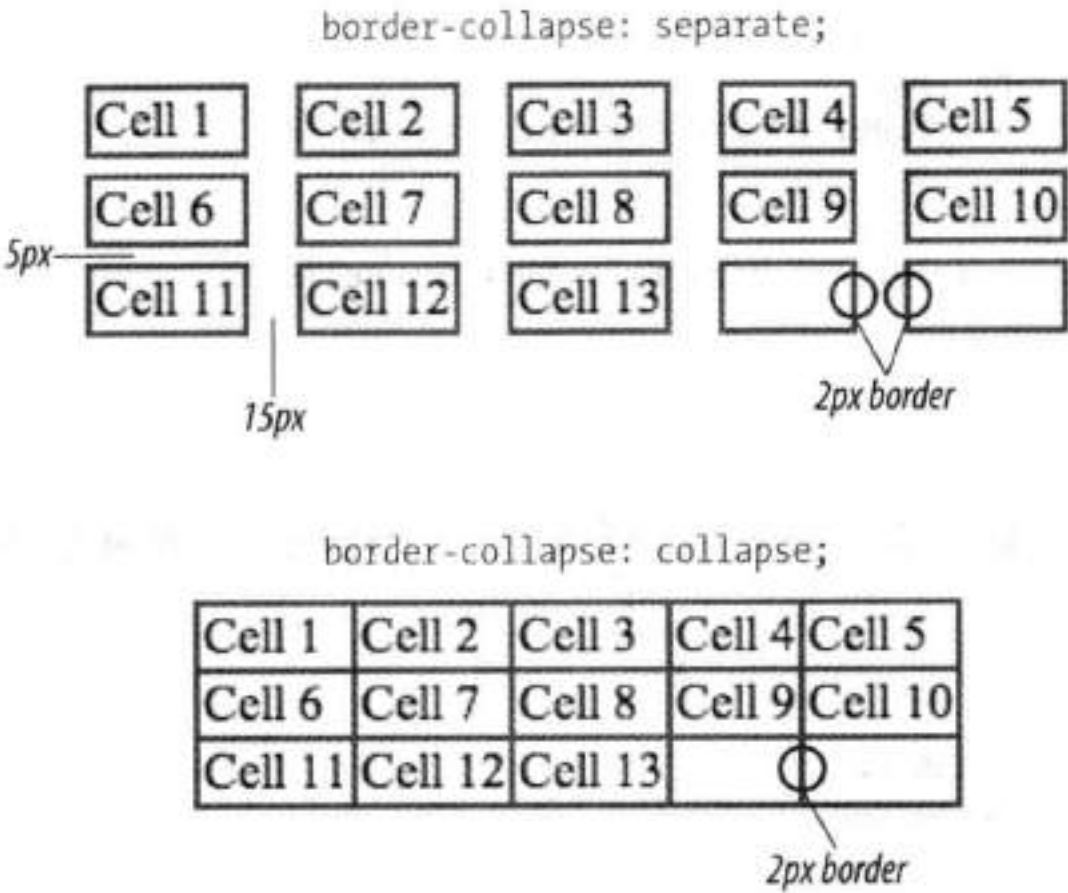 border-collapse: separate;
Cell 1 Cell 2 Cell 3 Cell 4 Cell 5
Cell 6 Cell 7 Cell 8 Cell 9 Cell 10
5px
Cell 11 Cell 12 Cell 13
15px
2px border
border-collapse: collapse;
Cell 1 Cell 2 Cell 3 Cell 4 Cell 5
Cell 6 Cell 7 Cell 8 Cell 9 Cell 10
Cell 11 Cell 12 Cell 13
2px border